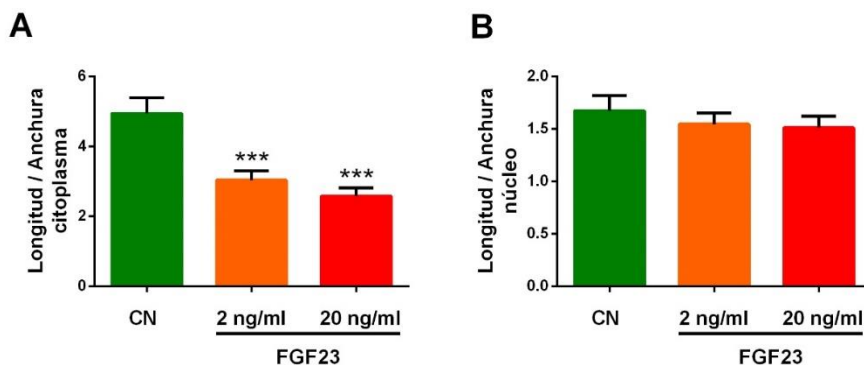 A
Longitud / Anchura
citoplasma
6
4
2
0
***
***
CN
2 ng/ml
20 ng/ml
FGF23
B
Longitud / Anchura
núcleo
2.0
1.5
1.0
0.5
0.0
CN
2 ng/ml
20 ng/ml
FGF23